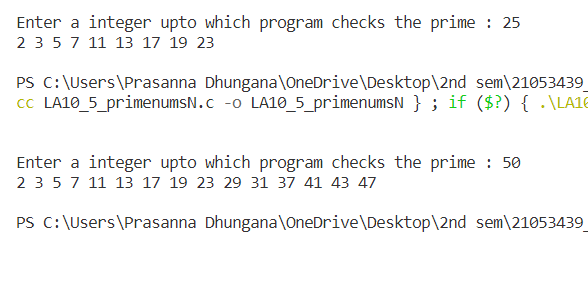 Enter a integer upto which program checks the prime : 25
2 3 5 7 11 13 17 19 23
PS C:\Users\Prasanna Dhungana\OneDrive\Desktop\2nd sem\21053439_
cc LA10_5_primenumsN.c -o LA10_5_primenumsN } ; if ($?) { .\LA10
Enter a integer upto which program checks the prime : 50
2 3 5 7 11 13 17 19 23 29 31 37 41 43 47
PS C:\Users\Prasanna Dhungana\OneDrive\Desktop\2nd sem\21053439_